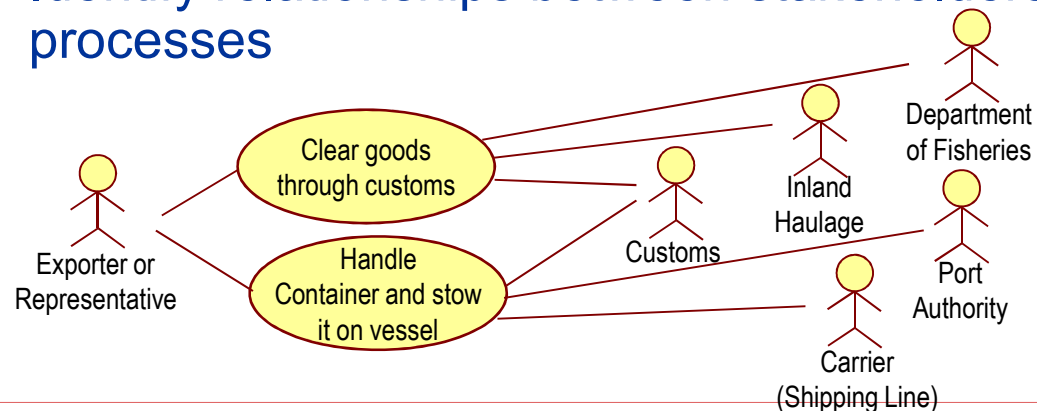 processes
Department
of Fisheries
Clear goods
through customs
Inland
Haulage
Customs
Exporter or
Representative
Handle
Container and stow
it on vessel
Port
Authority
Carrier
(Shipping Line)